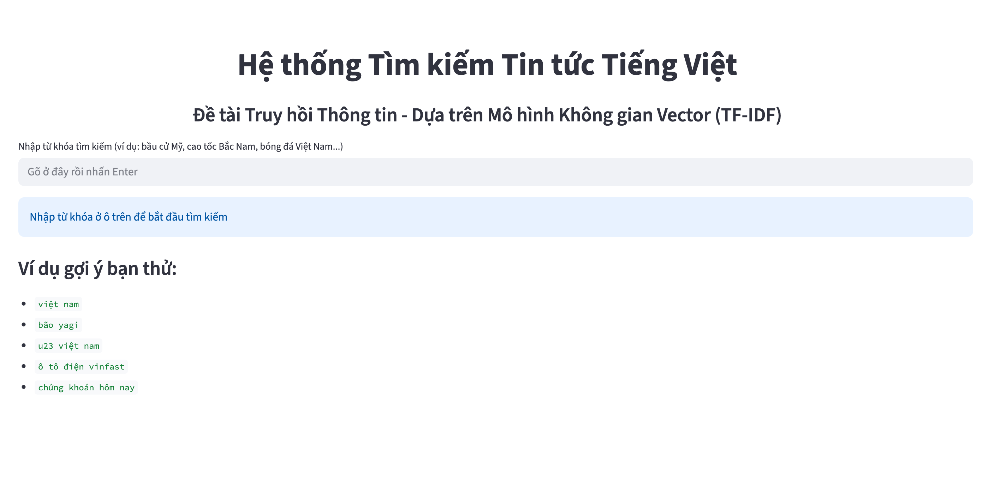 Hệ thống Tìm kiếm Tin tức Tiếng Việt
Đề tài Truy hồi Thông tin - Dựa trên Mô hình Không gian Vector (TF-IDF)
Nhập từ khóa tìm kiếm (ví dụ: bầu cử Mỹ, cao tốc Bắc Nam, bóng đá Việt Nam...)
Gõ ở đây rồi nhấn Enter
Nhập từ khóa ở ô trên để bắt đầu tìm kiếm
Ví dụ gợi ý bạn thử:
việt nam
bão yagi
u23 việt nam
ô tô điện vinfast
chứng khoán hôm nay